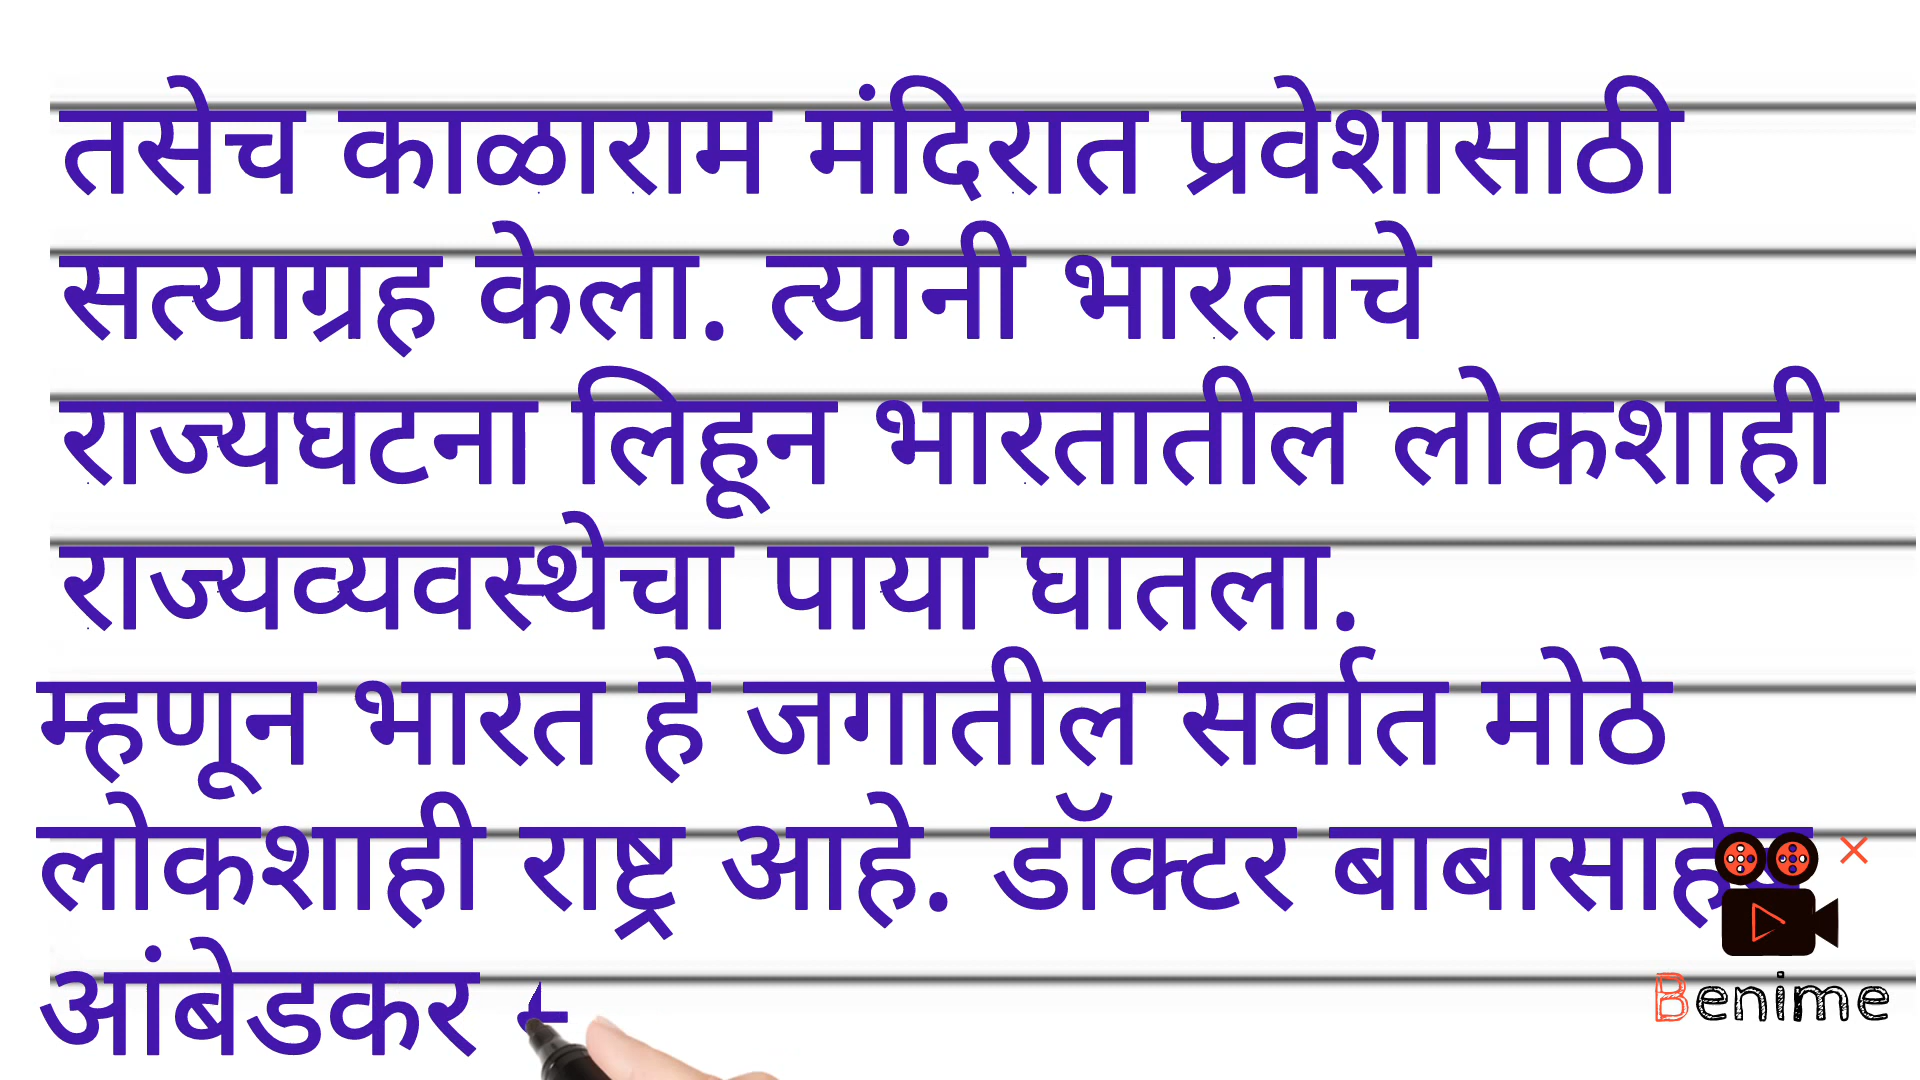 तसेच काळाराम मंदिरात प्रवेशासाठी
सत्याग्रह केला. त्यांनी भारताचे
राज्यघटना लिहून भारतातील लोकशाही
राज्यव्यवस्थेचा पाया घातला.
म्हणून भारत हे जगातील सर्वात मोठे
लोकशाही राष्ट्र आहे. डॉक्टर बाबासाहेब
आंबेडकर
Benime